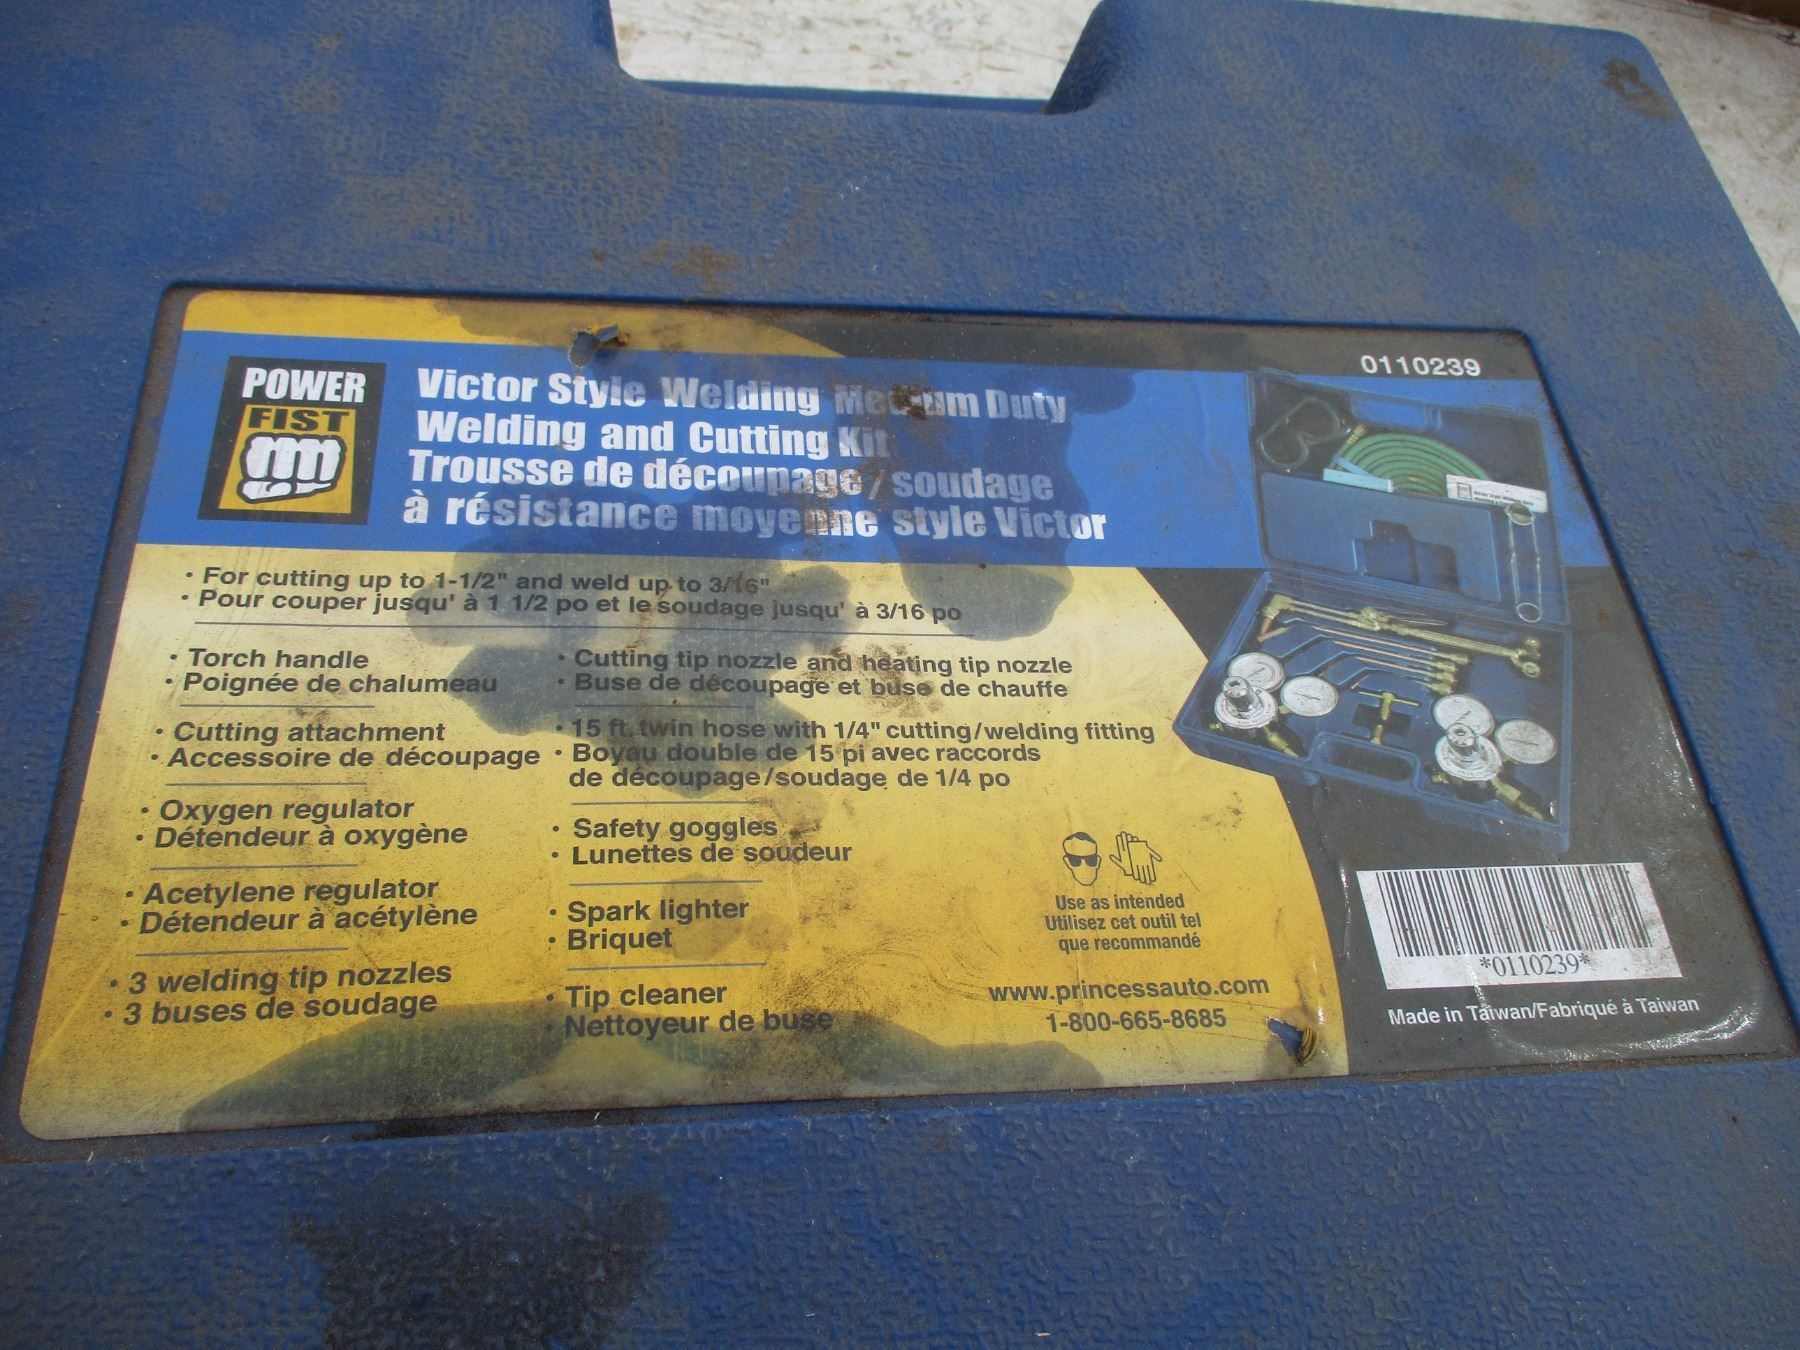 0110239
POWER
FIST
Victor Style Welding Medium Duty
Welding and Cutting Kit
Trousse de découpage/soudage
à résistance moyenne style Victor
• For cutting up to 1-1/2" and weld up to 3/16"
• Pour couper jusqu' à 1 1/2 po et le soudage jusqu' à 3/16 po
• Torch handle
• Poignée de chalumeau
• Cutting attachment
• Accessoire de découpage
• Oxygen regulator
• Détendeur à oxygène
• Acetylene regulator
• Détendeur à acétylène
• 3 welding tip nozzles
• 3 buses de soudage
• Cutting tip nozzle and heating tip nozzle
• Buse de découpage et buse de chauffe
• 15 ft. twin hose with 1/4" cutting/welding fitting
• Boyau double de 15 pi avec raccords
de découpage/soudage de 1/4 po
• Safety goggles
• Lunettes de soudeur
• Spark lighter
• Briquet
• Tip cleaner
• Nettoyeur de buse
Use as intended
Utilisez cet outil tel
que recommandé
www.princessauto.com
1-800-665-8685
*0110239*
Made in Taiwan/Fabriqué à Taiwan